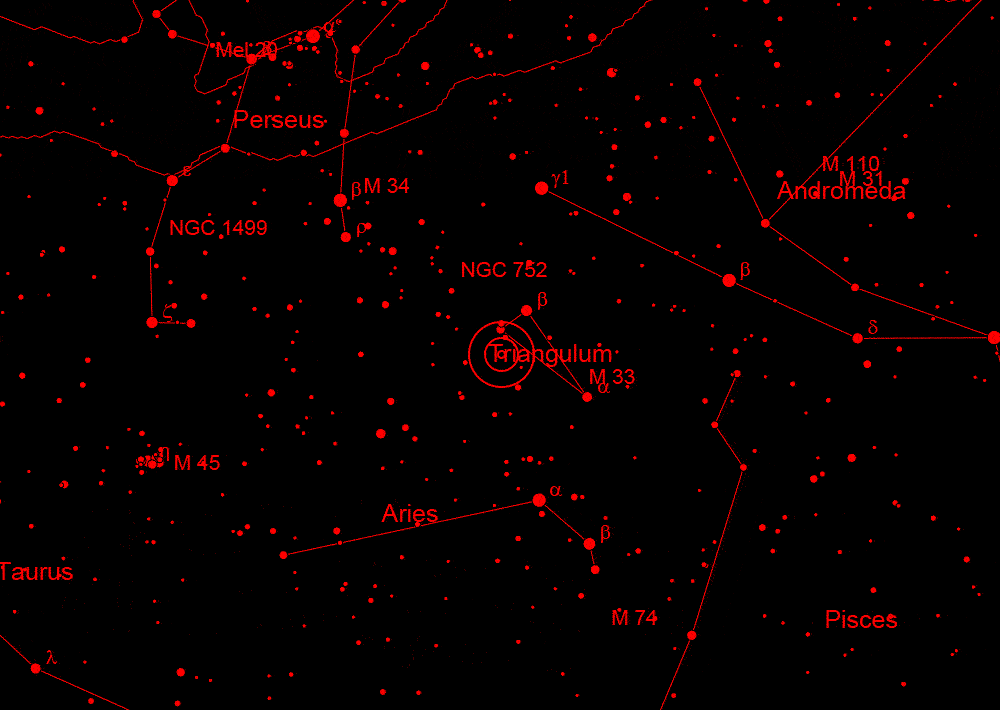 α
Mel 20
Perseus
ε
M 110
M 31
γ1
β
M 34
Andromeda
NGC 1499
ρ
NGC 752
β
β
ζ
δ
Triangulum
M 33
α
η
M 45
α
Aries
β
Taurus
M 74
Pisces
λ